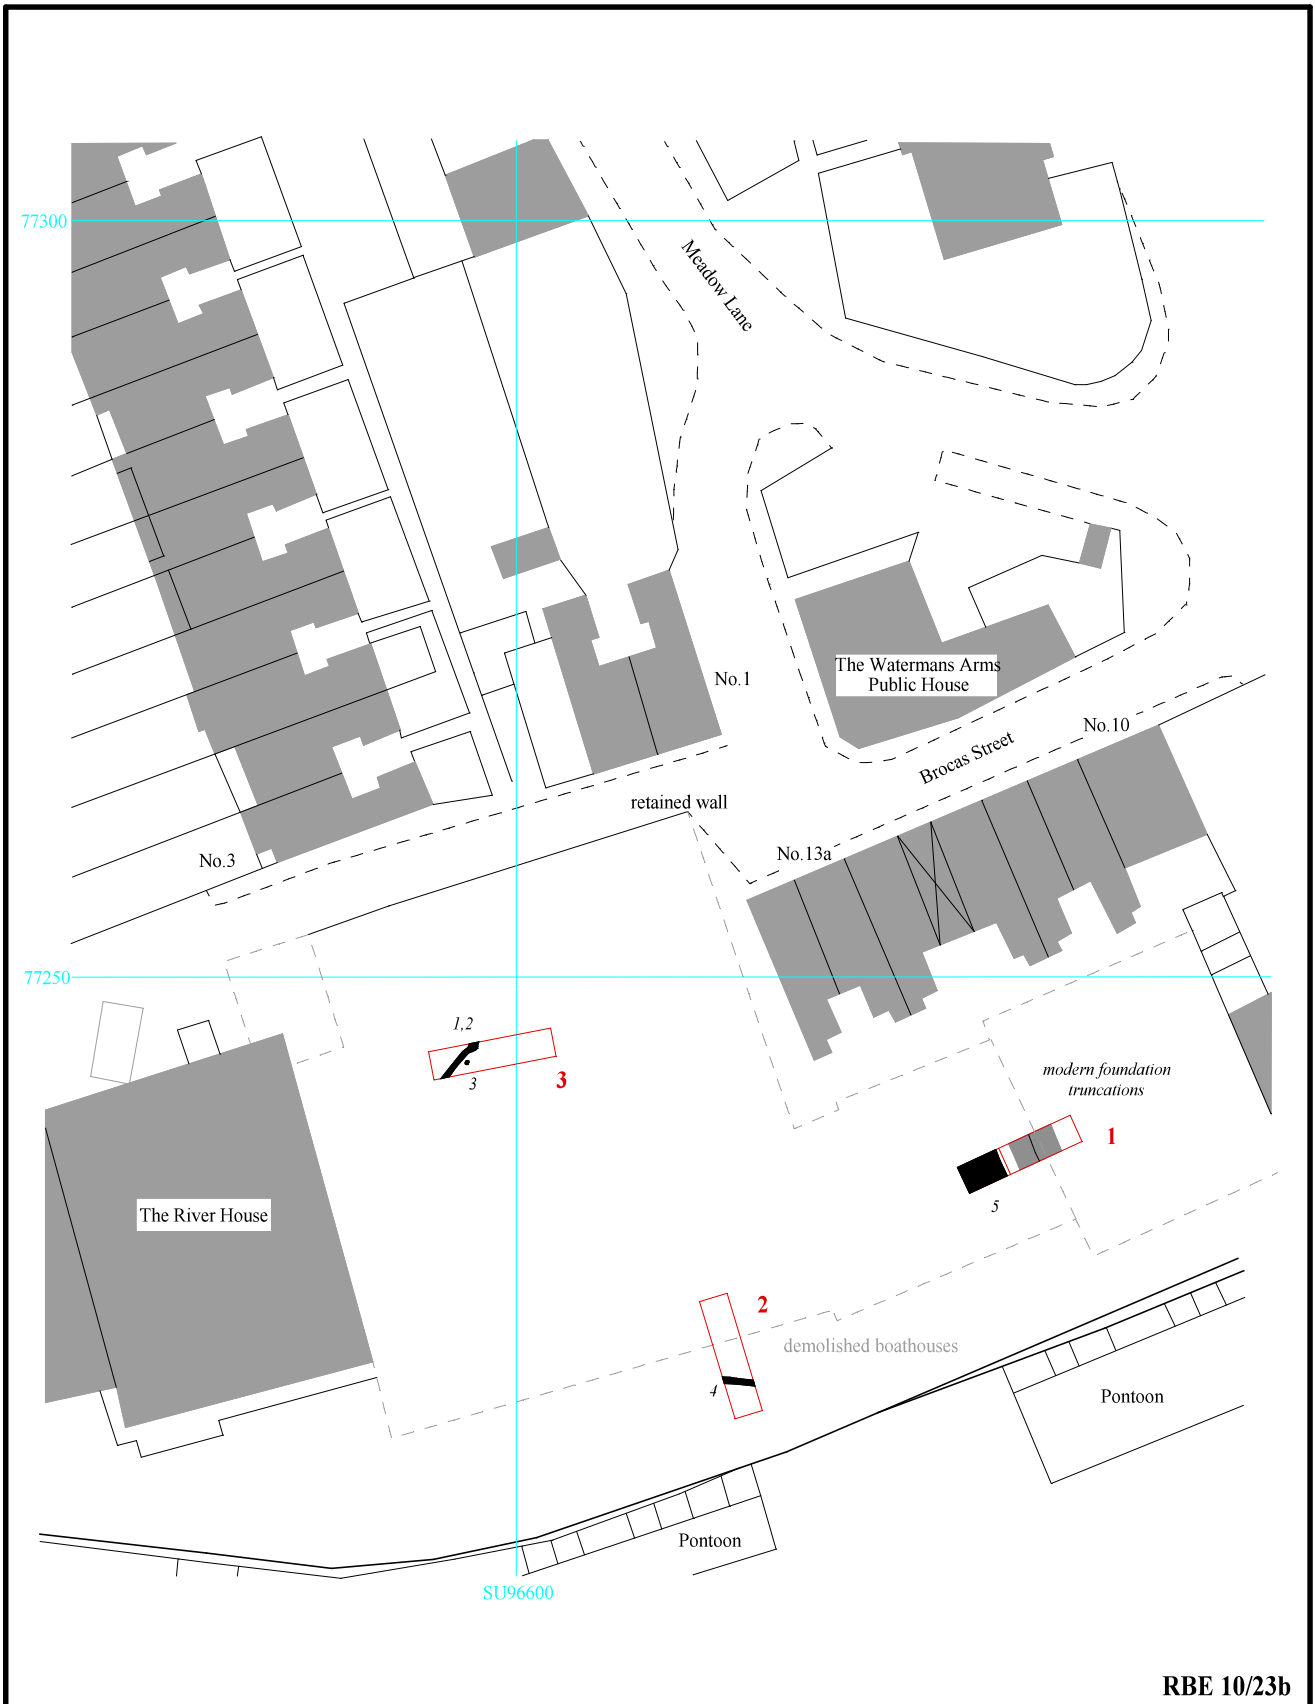 77300
Meadow Lane
The Watermans Arms
Public House
No.1
No.10
Brocas Street
retained wall
No.13a
No.3
77250
1,2
3
3
modern foundation
truncations
1
5
The River House
2
demolished boathouses
4
Pontoon
Pontoon
SU96600
RBE 10/23b